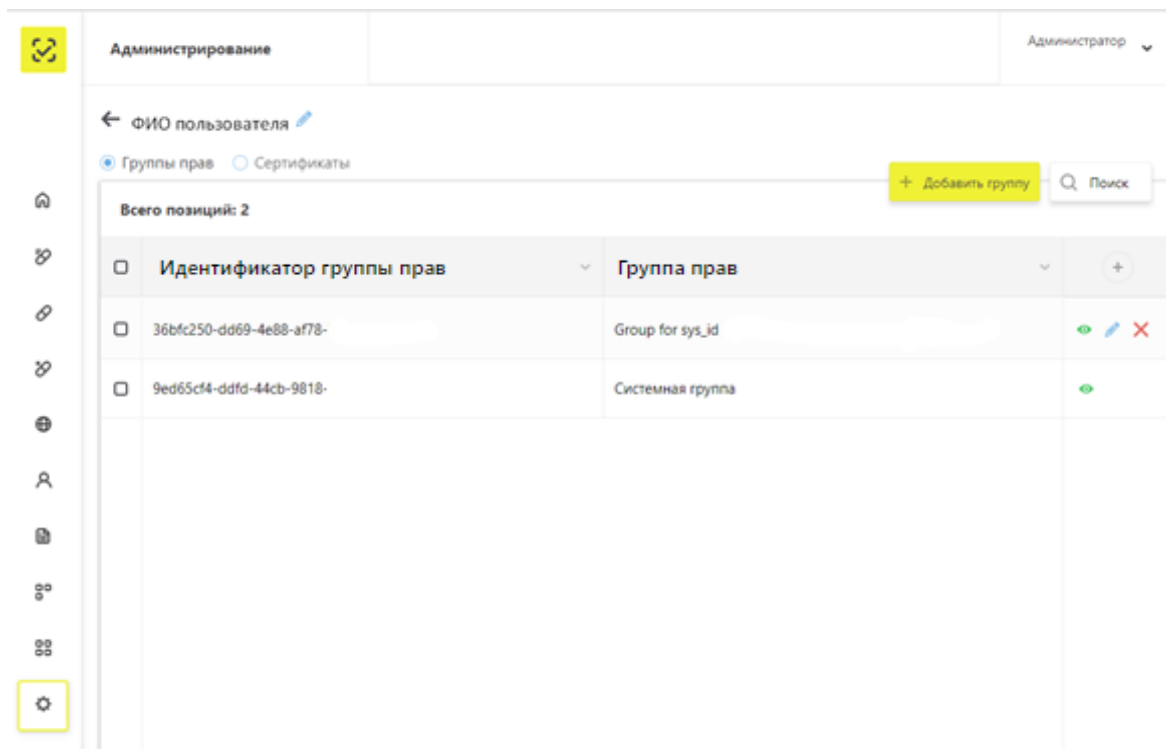 Администрирование
Администратор
ФИО пользователя
Группы прав Сертификаты
+ Добавить группу
Поиск
Всего позиций: 2
Идентификатор группы прав Группа прав
36bfc250-dd69-4e88-af78- Group for sys_id
9ed65cf4-ddfd-44cb-9818- Системная группа